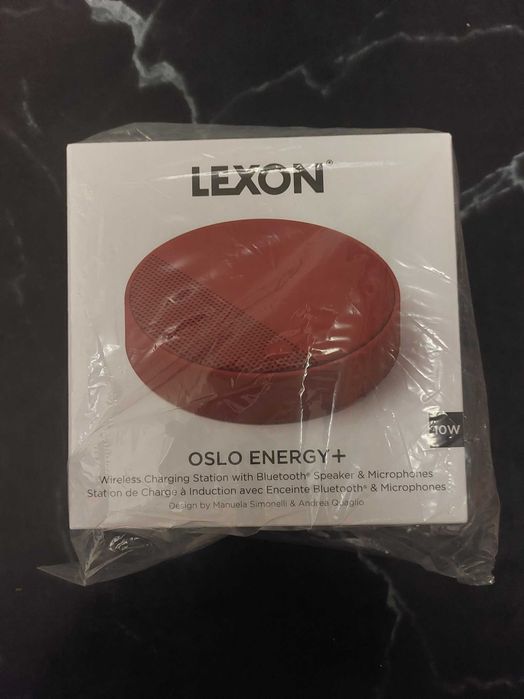 LEXON®
10W
OSLO ENERGY+
Wireless Charging Station with Bluetooth® Speaker & Microphones
Station de Charge à Induction avec Enceinte Bluetooth® & Microphones
Design by Manuela Simonelli & Andrea Quaglio